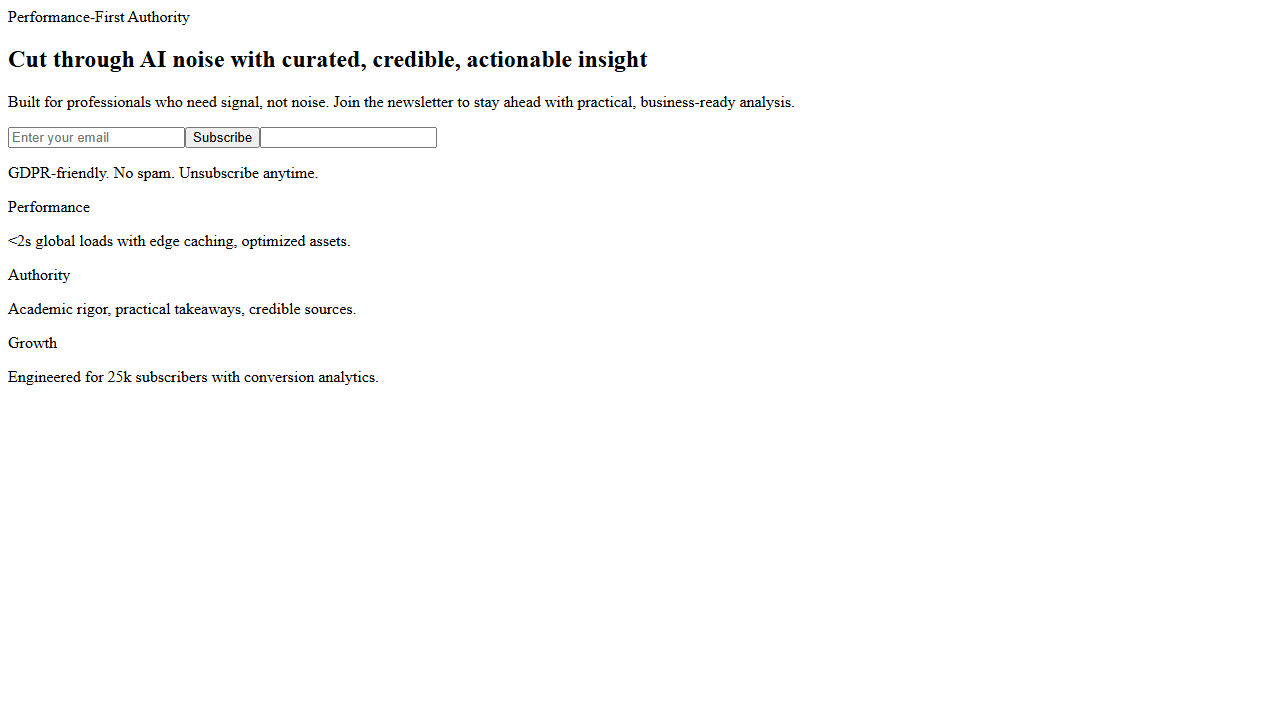 Performance-First Authority
Cut through AI noise with curated, credible, actionable insight
Built for professionals who need signal, not noise. Join the newsletter to stay ahead with practical, business-ready analysis.
Enter your email Subscribe
GDPR-friendly. No spam. Unsubscribe anytime.
Performance
<2s global loads with edge caching, optimized assets.
Authority
Academic rigor, practical takeaways, credible sources.
Growth
Engineered for 25k subscribers with conversion analytics.